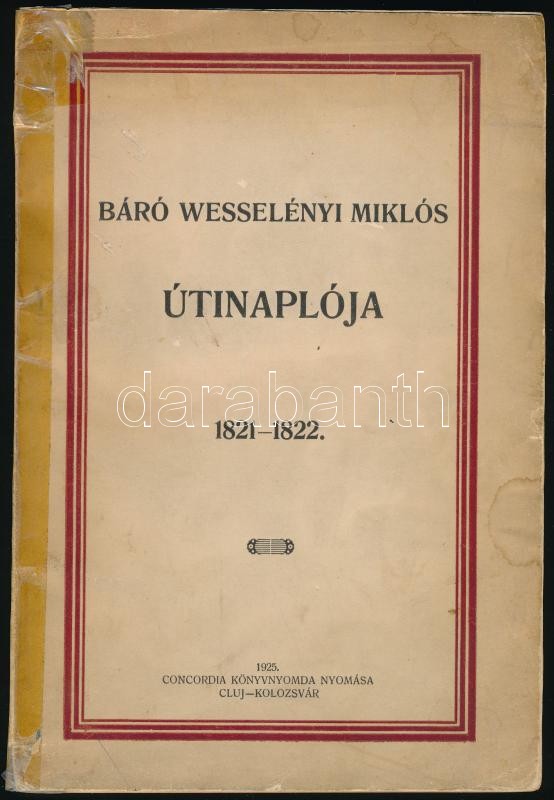 BÁRÓ WESSELÉNYI MIKLÓS
ÚTINAPLÓJA
darabanth
1821—1822.
1925.
CONCORDIA KÖNYVNYOMDA NYOMÁSA
CLUJ—KOLOZSVÁR